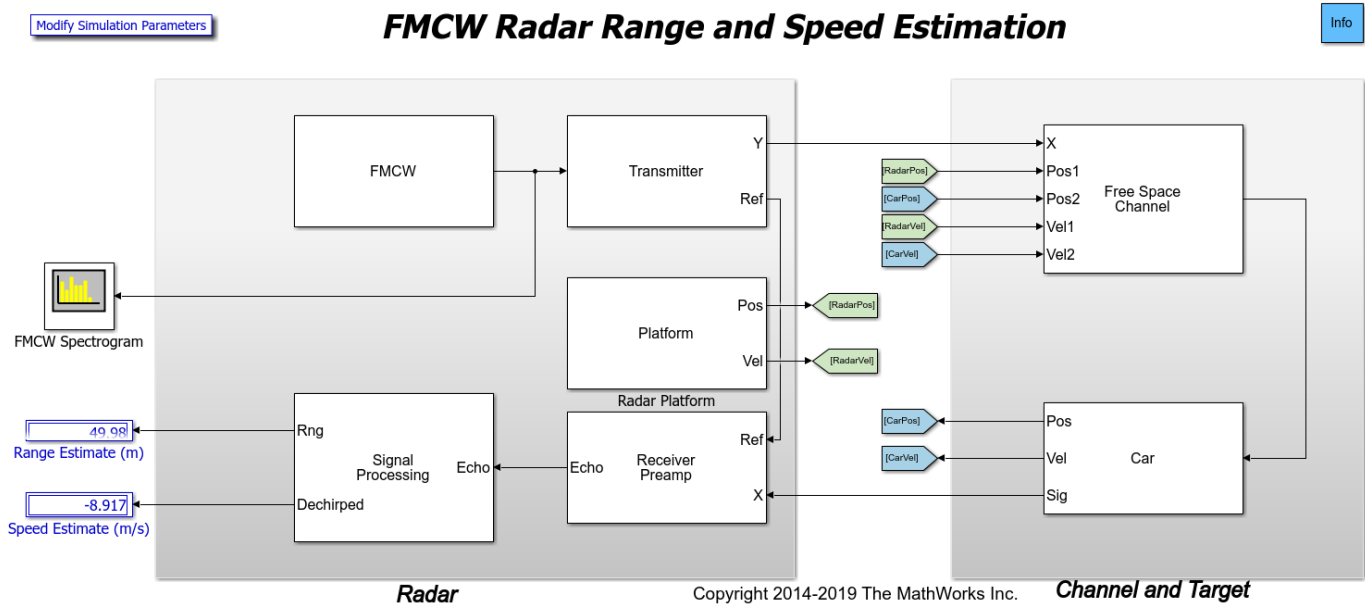 Modify Simulation Parameters
FMCW Radar Range and Speed Estimation
Info
FMCW
Transmitter
Y
Ref
X
Pos1
Pos2
Vel1
Vel2
Free Space
Channel
[RadarPos]
[CarPos]
[RadarVel]
[CarVel]
FMCW Spectrogram
Platform
Pos
Vel
[RadarPos]
[RadarVel]
Radar Platform
49.98
Range Estimate (m)
-8.917
Speed Estimate (m/s)
Rng
Dechirped
Signal
Processing
Echo
Echo
Receiver
Preamp
Ref
X
[CarPos]
[CarVel]
Pos
Vel
Sig
Car
Radar
Copyright 2014-2019 The MathWorks Inc.
Channel and Target